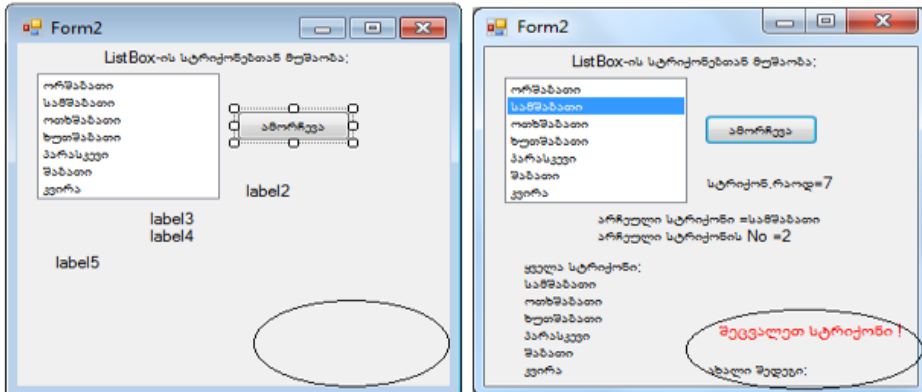 Form2
ListBox-ის სტრიქონებთან მუშაობა:
ორშაბათი
სამშაბათი
ოთხშაბათი
ხუთშაბათი
პარასკევი
შაბათი
კვირა
ამორჩევა
label2
label3
label4
label5
Form2
ListBox-ის სტრიქონებთან მუშაობა:
ორშაბათი
სამშაბათი
ოთხშაბათი
ხუთშაბათი
პარასკევი
შაბათი
კვირა
ამორჩევა
სტრიქონ.რაოდ=7
არჩეული სტრიქონი =სამშაბათი
არჩეული სტრიქონის No =2
ყველა სტრიქონი:
სამშაბათი
ოთხშაბათი
ხუთშაბათი
პარასკევი
შაბათი
კვირა
შეცვალეთ სტრიქონი !
ახალი შედეგი: